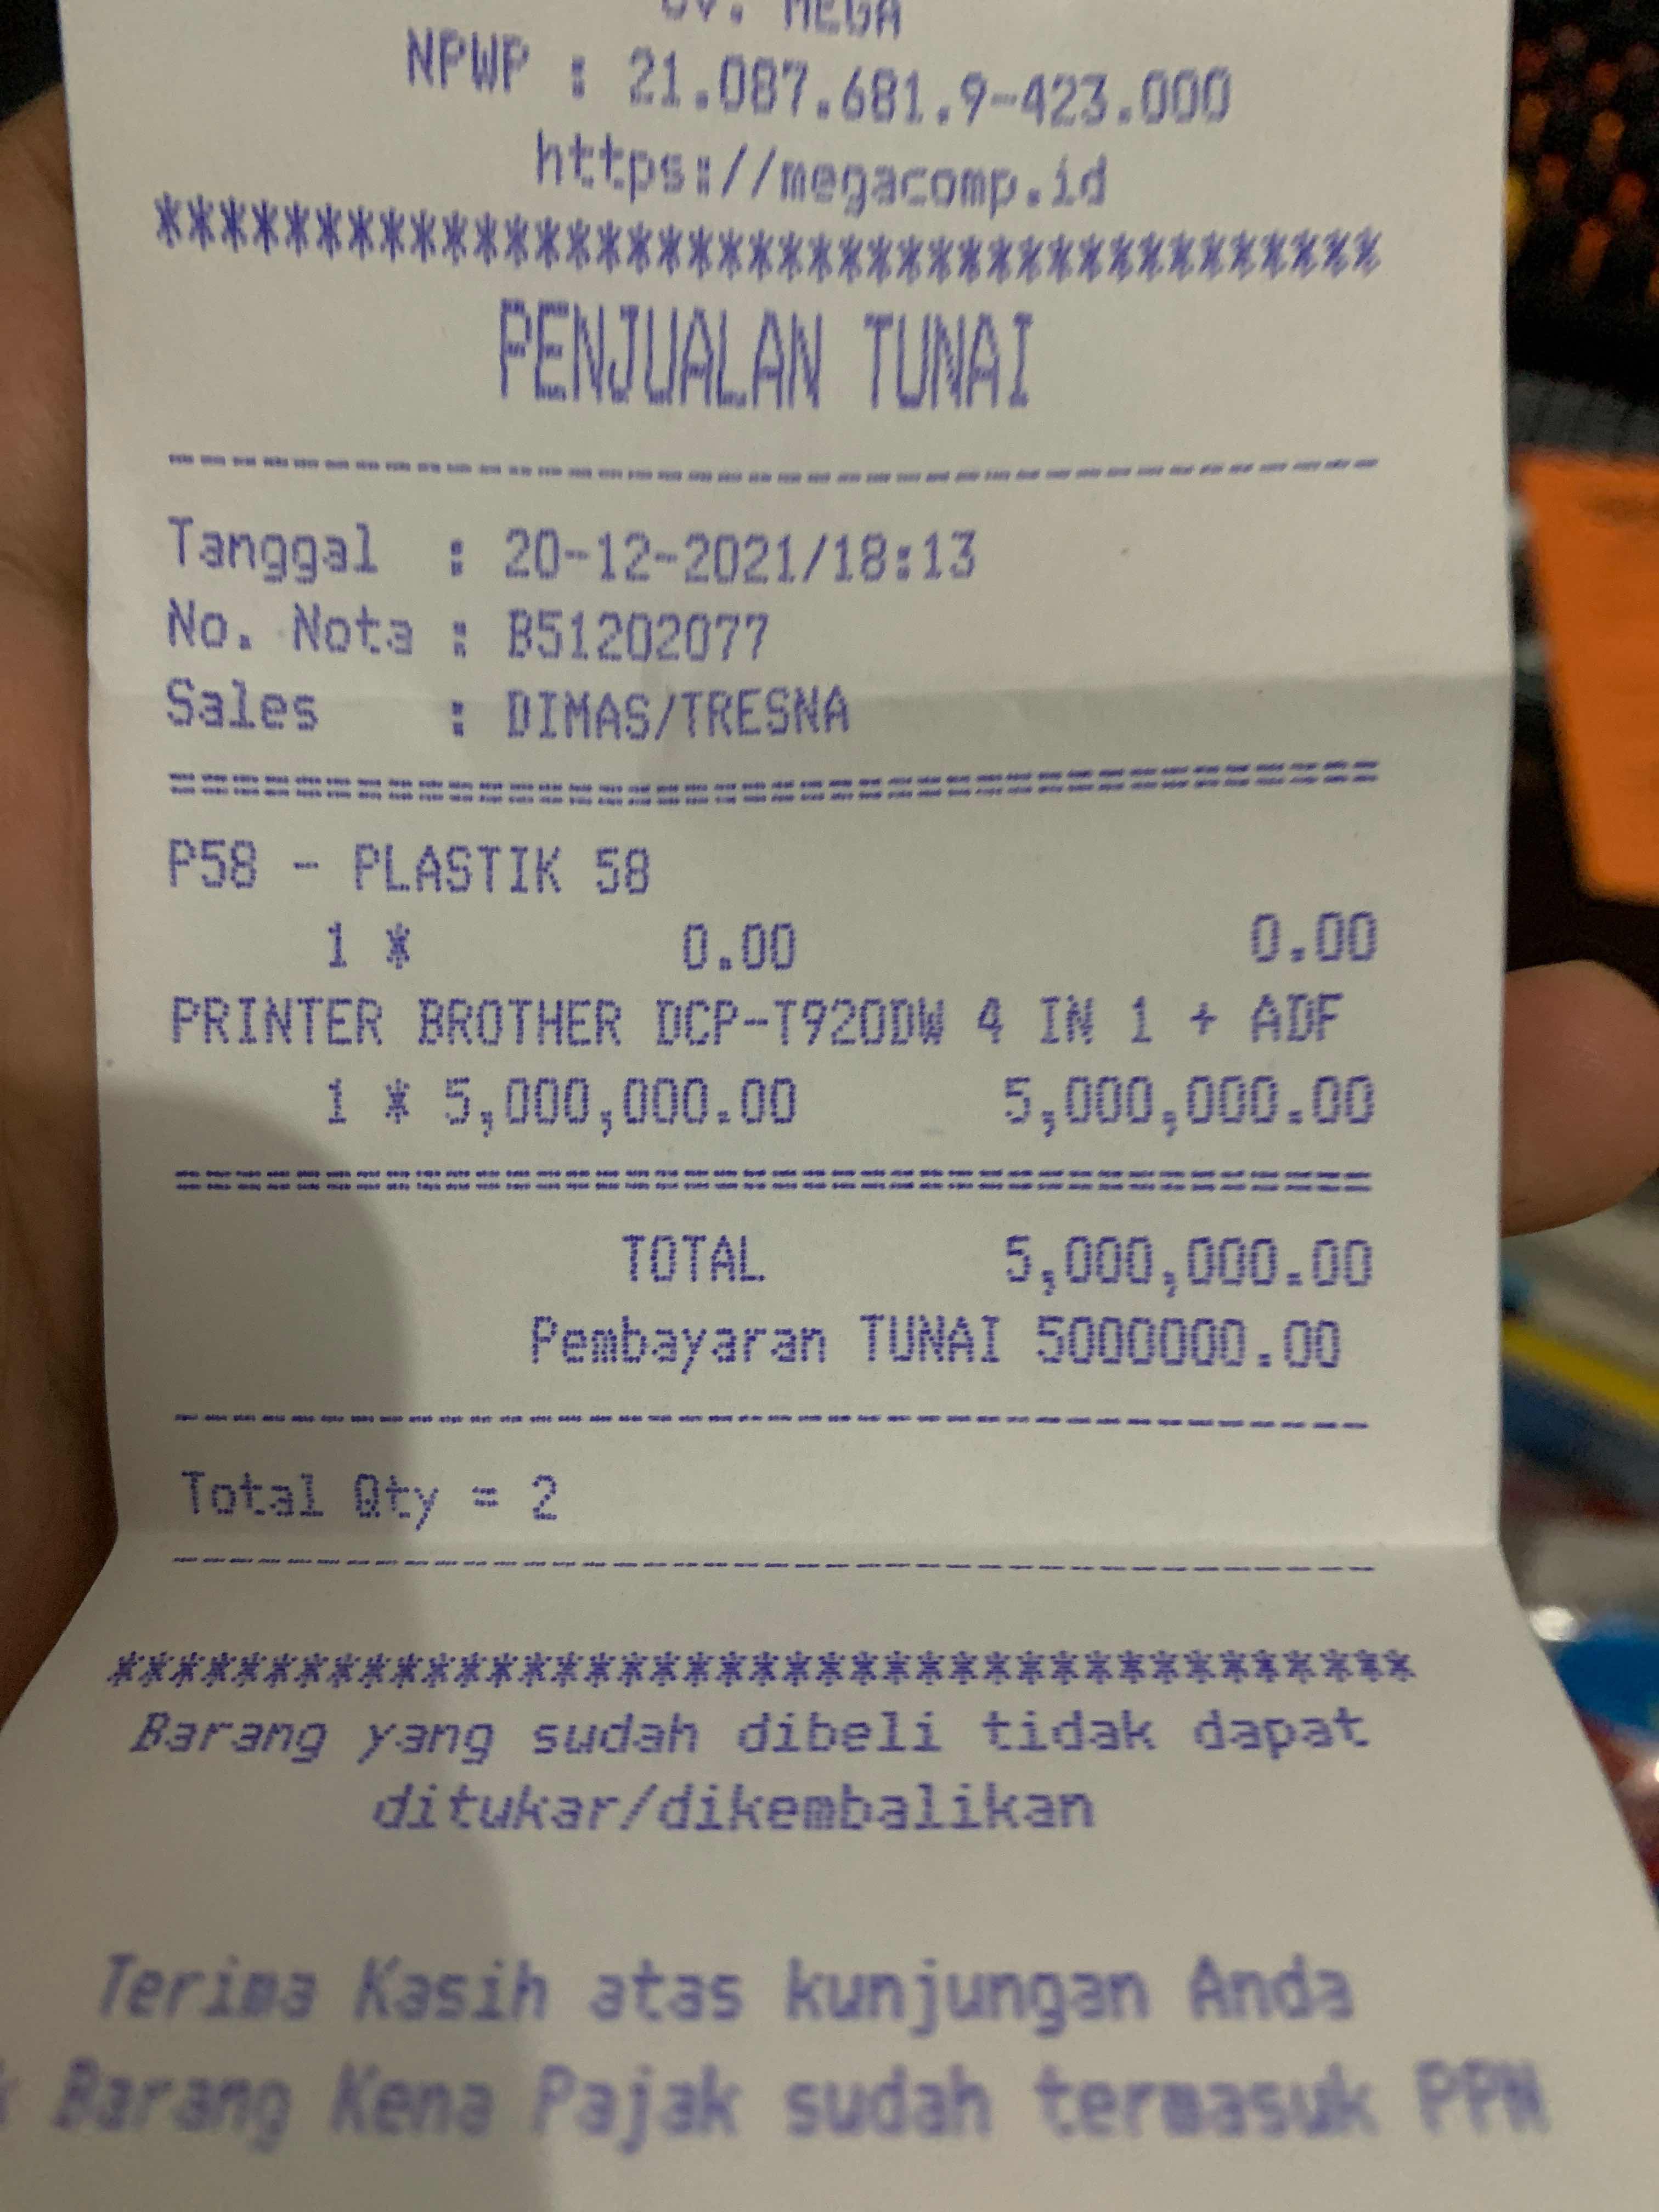 CV. MEGA
NPWP : 21.087.681.9-423.000
https://megacomp.id
****************************************
PENJUALAN TUNAI
----------------------------------------
Tanggal : 20-12-2021/18:13
No. Nota : B51202077
Sales : DIMAS/TRESNA
========================================
P58 - PLASTIK 58
1 * 0.00 0.00
PRINTER BROTHER DCP-T920DW 4 IN 1 + ADF
1 * 5,000,000.00 5,000,000.00
========================================
TOTAL 5,000,000.00
Pembayaran TUNAI 5000000.00
----------------------------------------
Total Qty = 2
----------------------------------------
****************************************
Barang yang sudah dibeli tidak dapat
ditukar/dikembalikan
Terima Kasih atas kunjungan Anda
Barang Kena Pajak sudah termasuk PPN